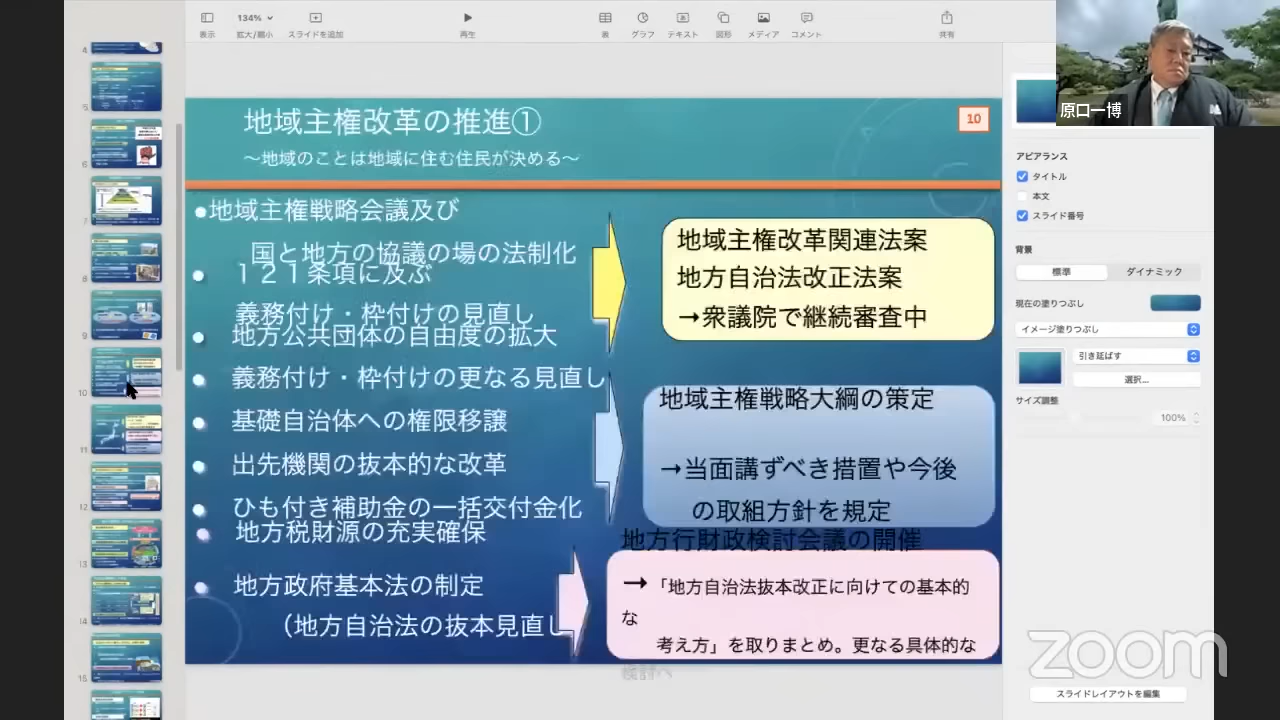 134%
表示
拡大/縮小
スライドを追加
再生
表
グラフ
テキスト
図形
メディア
コメント
共有
原口一博
4
5
6
7
8
9
10
11
12
13
14
15
地域主権改革の推進①
～地域のことは地域に住む住民が決める～
10
●地域主権戦略会議及び
国と地方の協議の場の法制化
● １２１条項に及ぶ
義務付け・枠付けの見直し
● 地方公共団体の自由度の拡大
● 義務付け・枠付けの更なる見直し
● 基礎自治体への権限移譲
● 出先機関の抜本的な改革
● ひも付き補助金の一括交付金化
● 地方税財源の充実確保
● 地方政府基本法の制定
（地方自治法の抜本見直し
地域主権改革関連法案
地方自治法改正法案
→衆議院で継続審査中
地域主権戦略大綱の策定
→当面講ずべき措置や今後
の取組方針を規定
地方行財政検討会議の開催
→「地方自治法抜本改正に向けての基本的
な
考え方」を取りまとめ。更なる具体的な
検討へ
アピアランス
タイトル
本文
スライド番号
背景
標準
ダイナミック
現在の塗りつぶし
イメージ塗りつぶし
引き延ばす
選択...
サイズ調整
100%
zoom
スライドレイアウトを編集